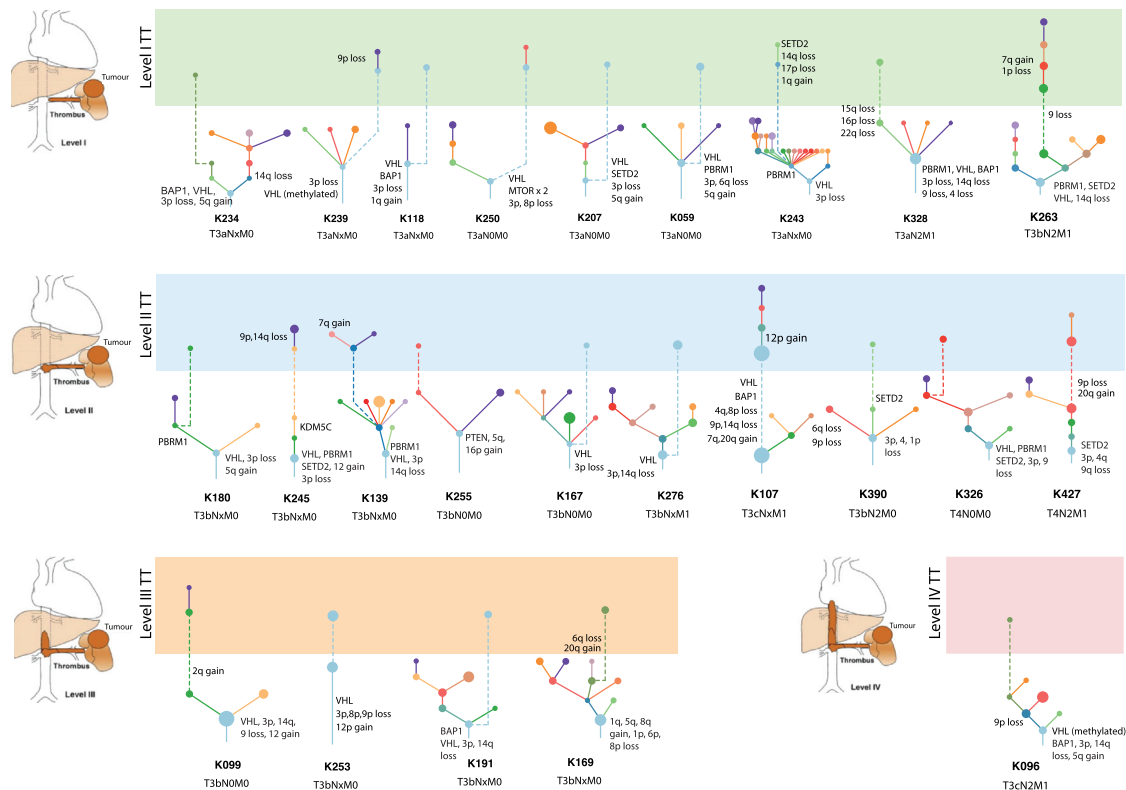 Level I TT
Tumour
Thrombus
Level I
9p loss
SETD2
14q loss
17p loss
1q gain
7q gain
1p loss
9 loss
15q loss
16p loss
22q loss
BAP1, VHL,
3p loss, 5q gain
14q loss
K234
T3aNxM0
3p loss
VHL (methylated)
K239
T3aNxM0
VHL
BAP1
3p loss
1q gain
K118
T3aNxM0
VHL
MTOR x 2
3p, 8p loss
K250
T3aN0M0
VHL
SETD2
3p loss
5q gain
K207
T3aN0M0
VHL
PBRM1
3p, 6q loss
5q gain
K059
T3aN0M0
PBRM1
VHL
3p loss
K243
T3aNxM0
PBRM1, VHL, BAP1
3p loss, 14q loss
9 loss, 4 loss
K328
T3aN2M1
PBRM1, SETD2
VHL, 14q loss
K263
T3bN2M1
Level II TT
Tumour
Thrombus
Level II
PBRM1
VHL, 3p loss
5q gain
K180
T3bNxM0
9p,14q loss
KDM5C
VHL, PBRM1
SETD2, 12 gain
3p loss
K245
T3bNxM0
7q gain
PBRM1
VHL, 3p
14q loss
K139
T3bNxM0
PTEN, 5q,
16p gain
K255
T3bN0M0
VHL
3p loss
K167
T3bN0M0
VHL
3p,14q loss
K276
T3bNxM1
12p gain
VHL
BAP1
4q,8p loss
9p,14q loss
7q,20q gain
K107
T3cNxM1
6q loss
9p loss
SETD2
3p, 4, 1p
loss
K390
T3bN2M0
VHL, PBRM1
SETD2, 3p, 9
loss
K326
T4N0M0
9p loss
20q gain
SETD2
3p, 4q
9q loss
K427
T4N2M1
Level III TT
Tumour
Thrombus
Level III
2q gain
VHL, 3p, 14q,
9 loss, 12 gain
K099
T3bN0M0
VHL
3p,8p,9p loss
12p gain
K253
T3bNxM0
BAP1
VHL, 3p, 14q
loss
K191
T3bNxM0
6q loss
20q gain
1q, 5q, 8q
gain, 1p, 6p,
8p loss
K169
T3bNxM0
Level IV TT
Tumour
Thrombus
Level IV
9p loss
VHL (methylated)
BAP1, 3p, 14q
loss, 5q gain
K096
T3cN2M1